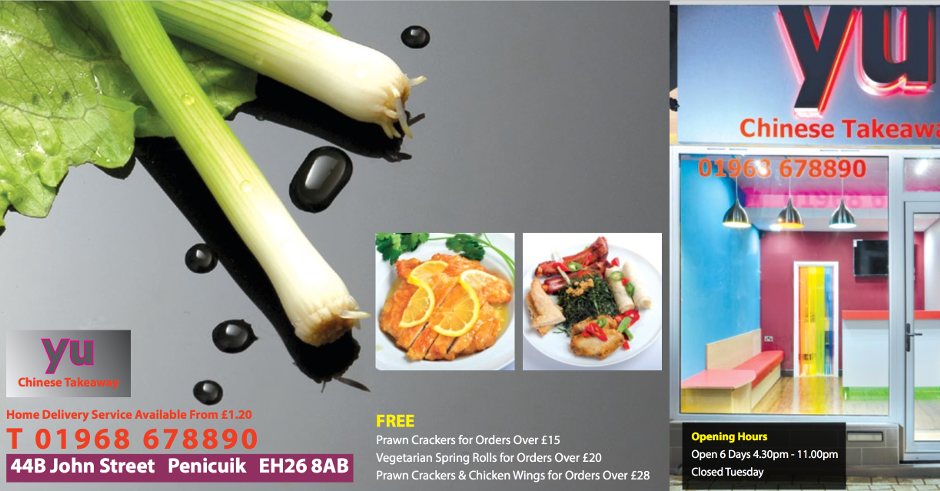 yu
Chinese Takeaway
Home Delivery Service Available From £1.20
T 01968 678890
44B John Street Penicuik EH26 8AB
FREE
Prawn Crackers for Orders Over £15
Vegetarian Spring Rolls for Orders Over £20
Prawn Crackers & Chicken Wings for Orders Over £28
yu
Chinese Takeaw
01968 678890
Opening Hours
Open 6 Days 4.30pm - 11.00pm
Closed Tuesday